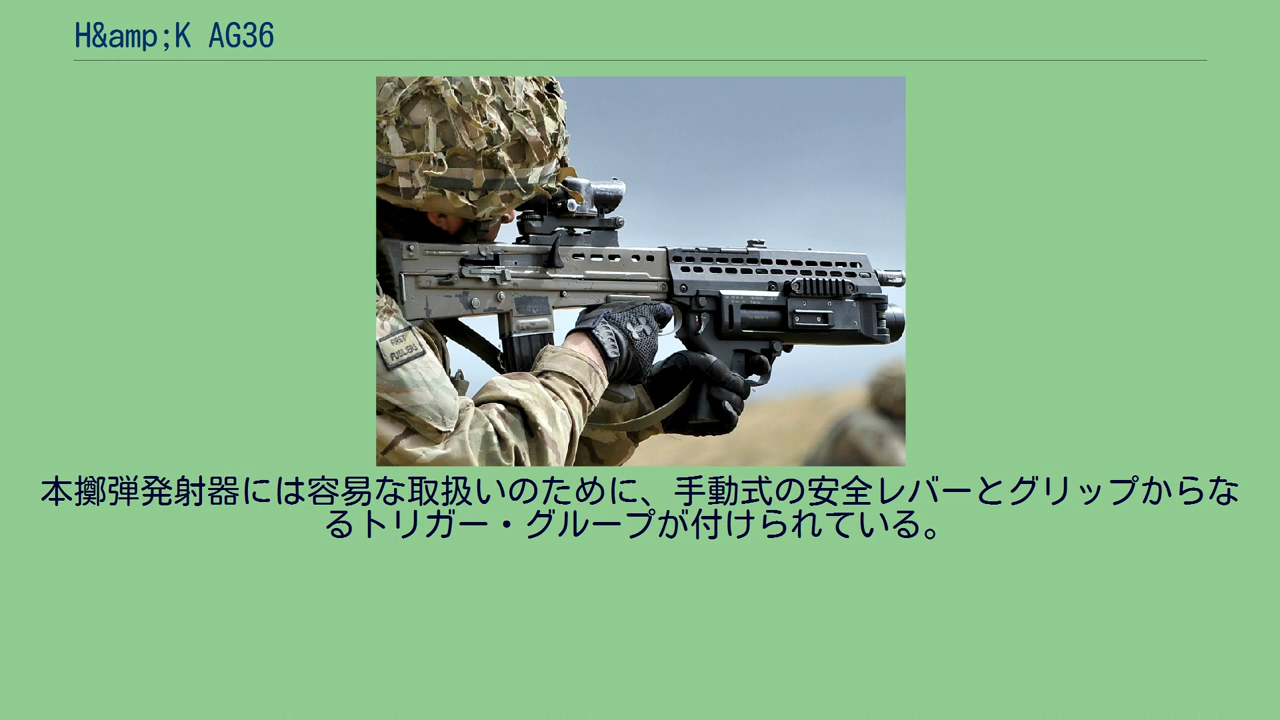 H&amp;K AG36
本擲弾発射器には容易な取扱いのために、手動式の安全レバーとグリップからな
るトリガー・グループが付けられている。